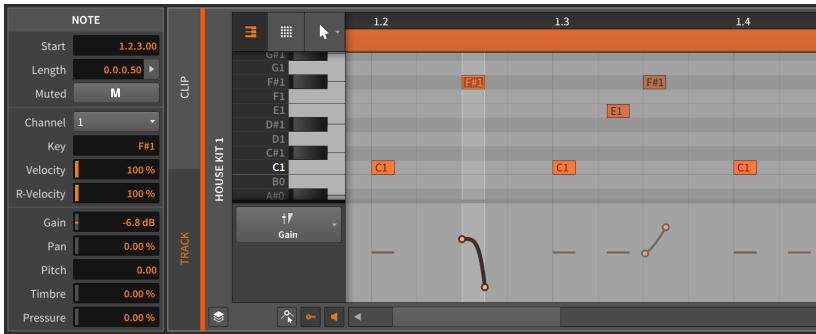 NOTE
Start 1.2.3.00
Length 0.0.0.50
Muted M
Channel 1
Key F#1
Velocity 100 %
R-Velocity 100 %
Gain -6.8 dB
Pan 0.00 %
Pitch 0.00
Timbre 0.00 %
Pressure 0.00 %
CLIP
TRACK
HOUSE KIT 1
1.2 1.3 1.4
G#1
G1
F#1 F#1 F#1
F1
E1 E1
D#1
D1
C#1
C1 C1 C1 C1
B0
A#0
Gain